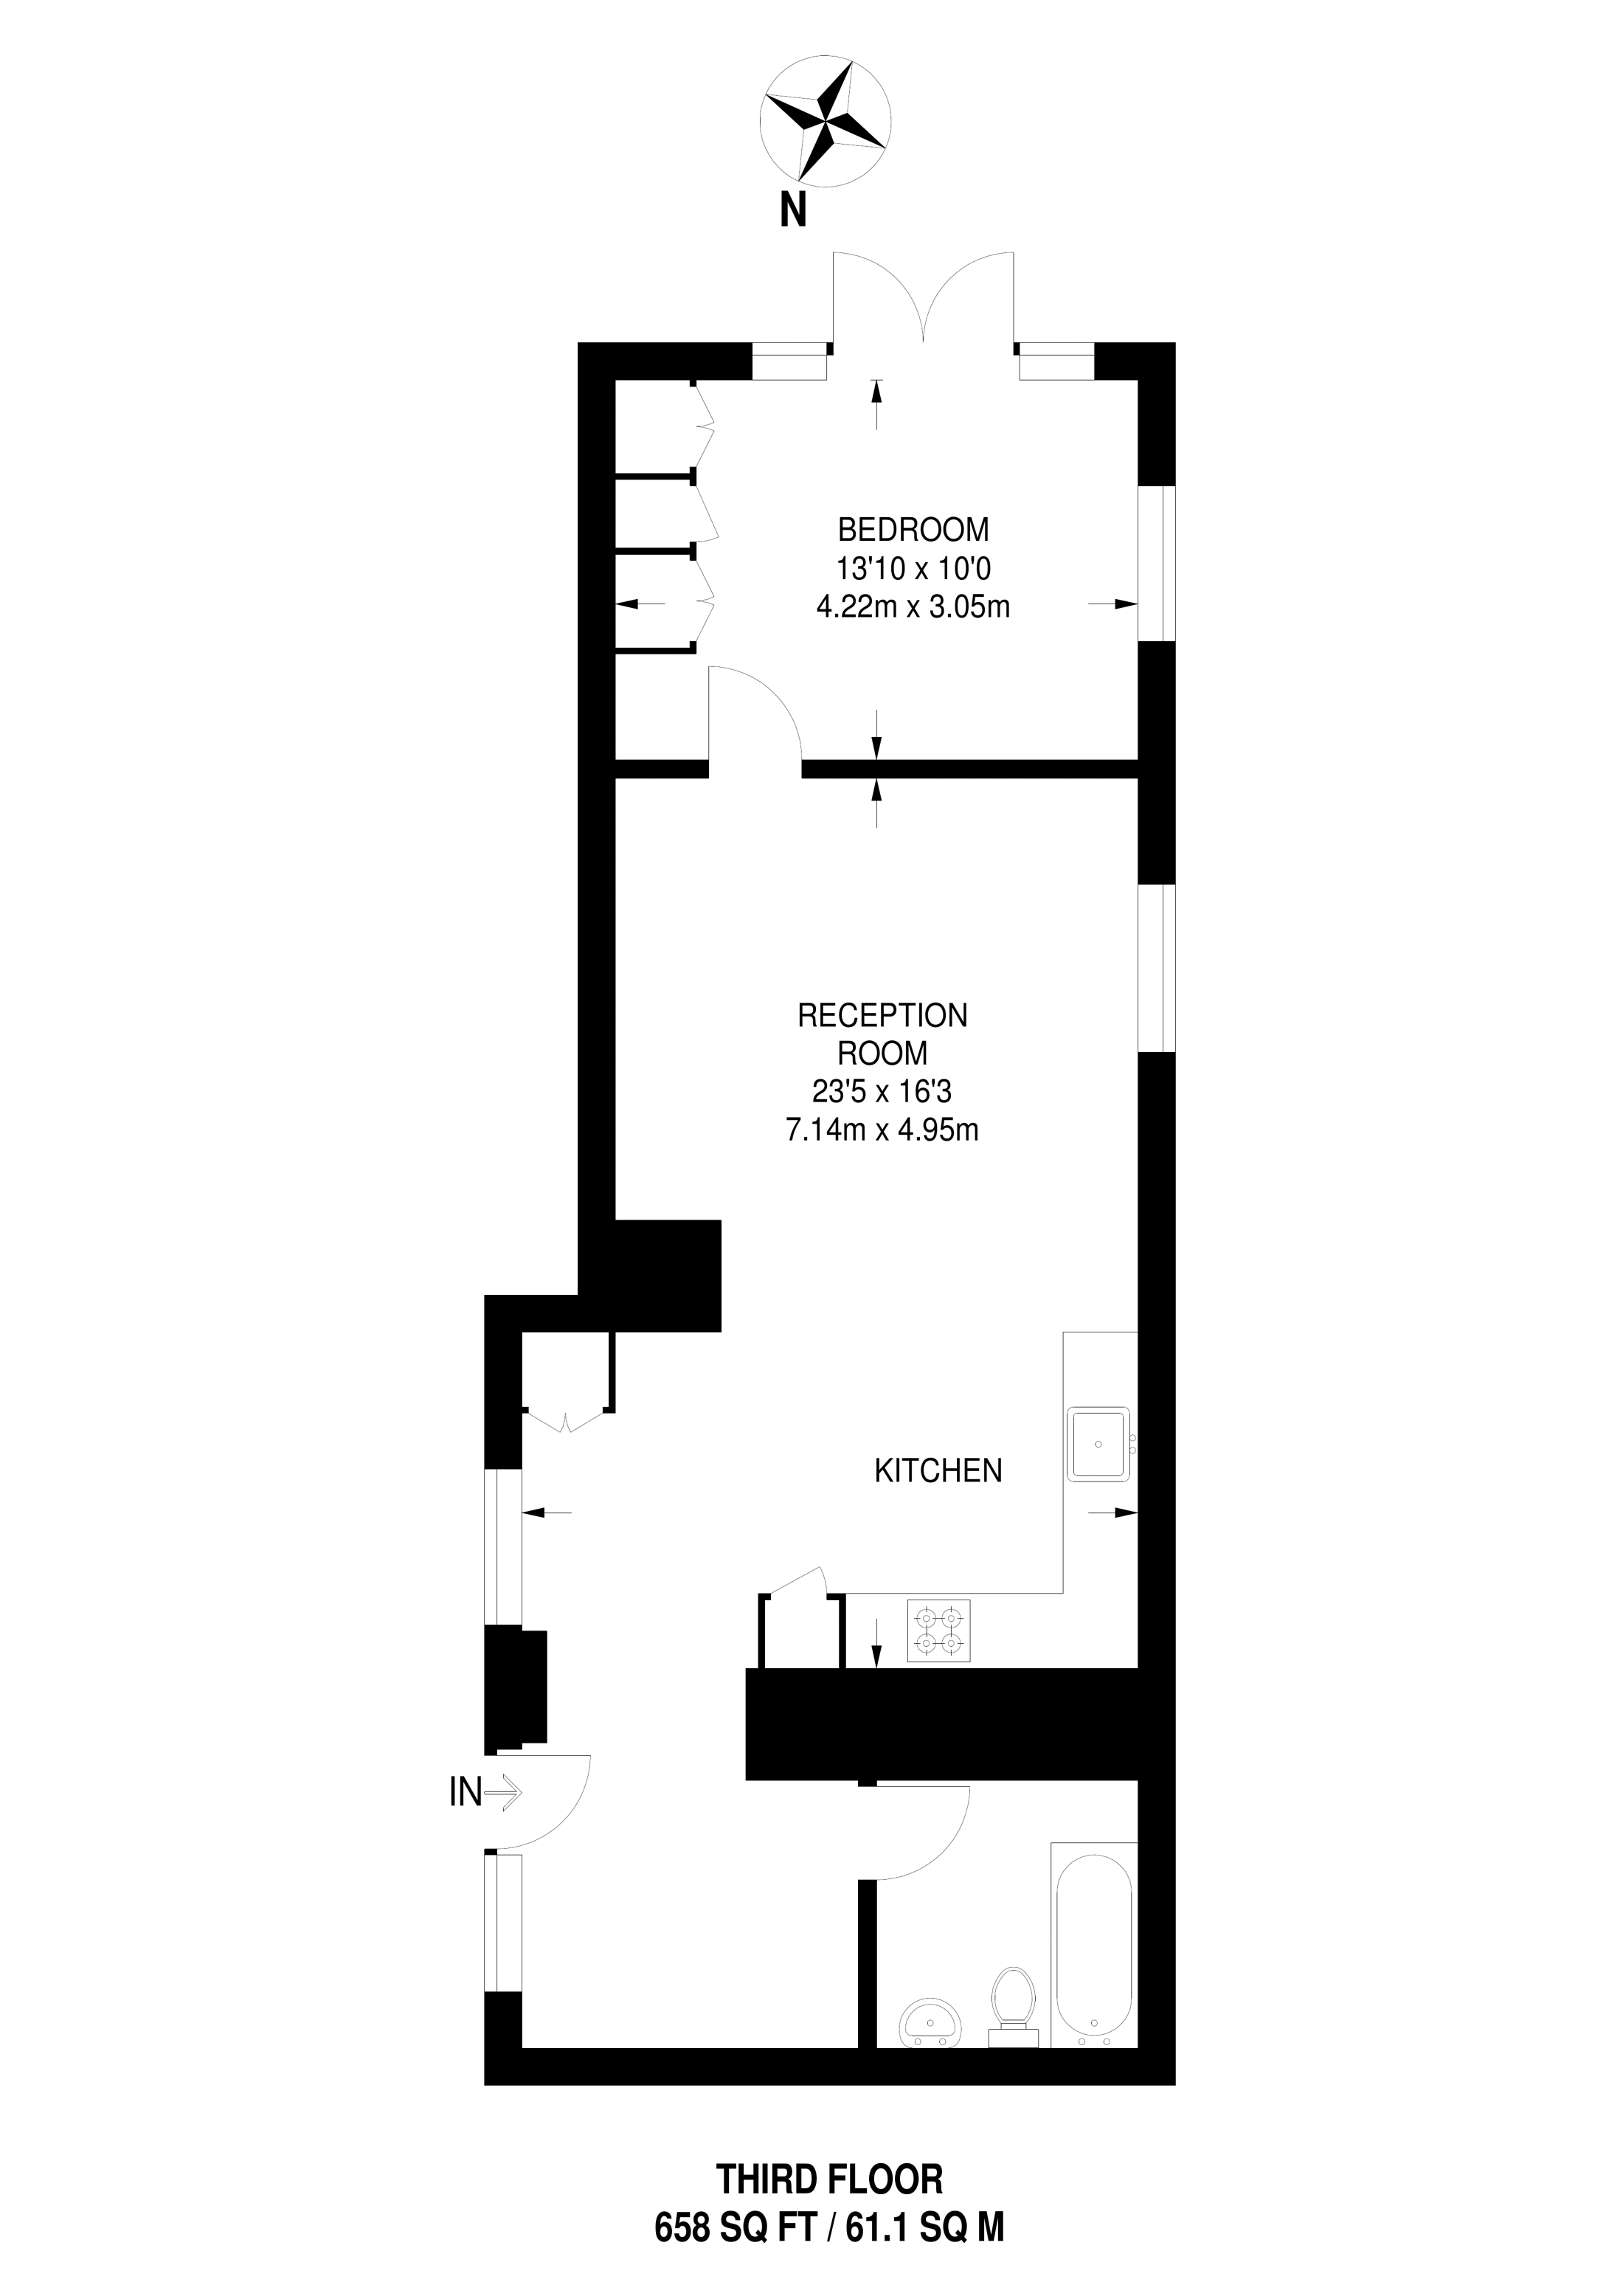 N
BEDROOM
13'10 x 10'0
4.22m x 3.05m
RECEPTION
ROOM
23'5 x 16'3
7.14m x 4.95m
KITCHEN
IN
THIRD FLOOR
658 SQ FT / 61.1 SQ M